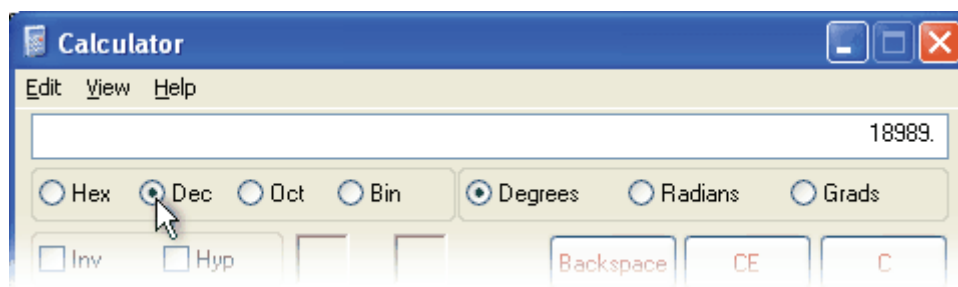 Calculator
Edit View Help
18989.
Hex Dec Oct Bin Degrees Radians Grads
Inv Hyp Backspace CE C